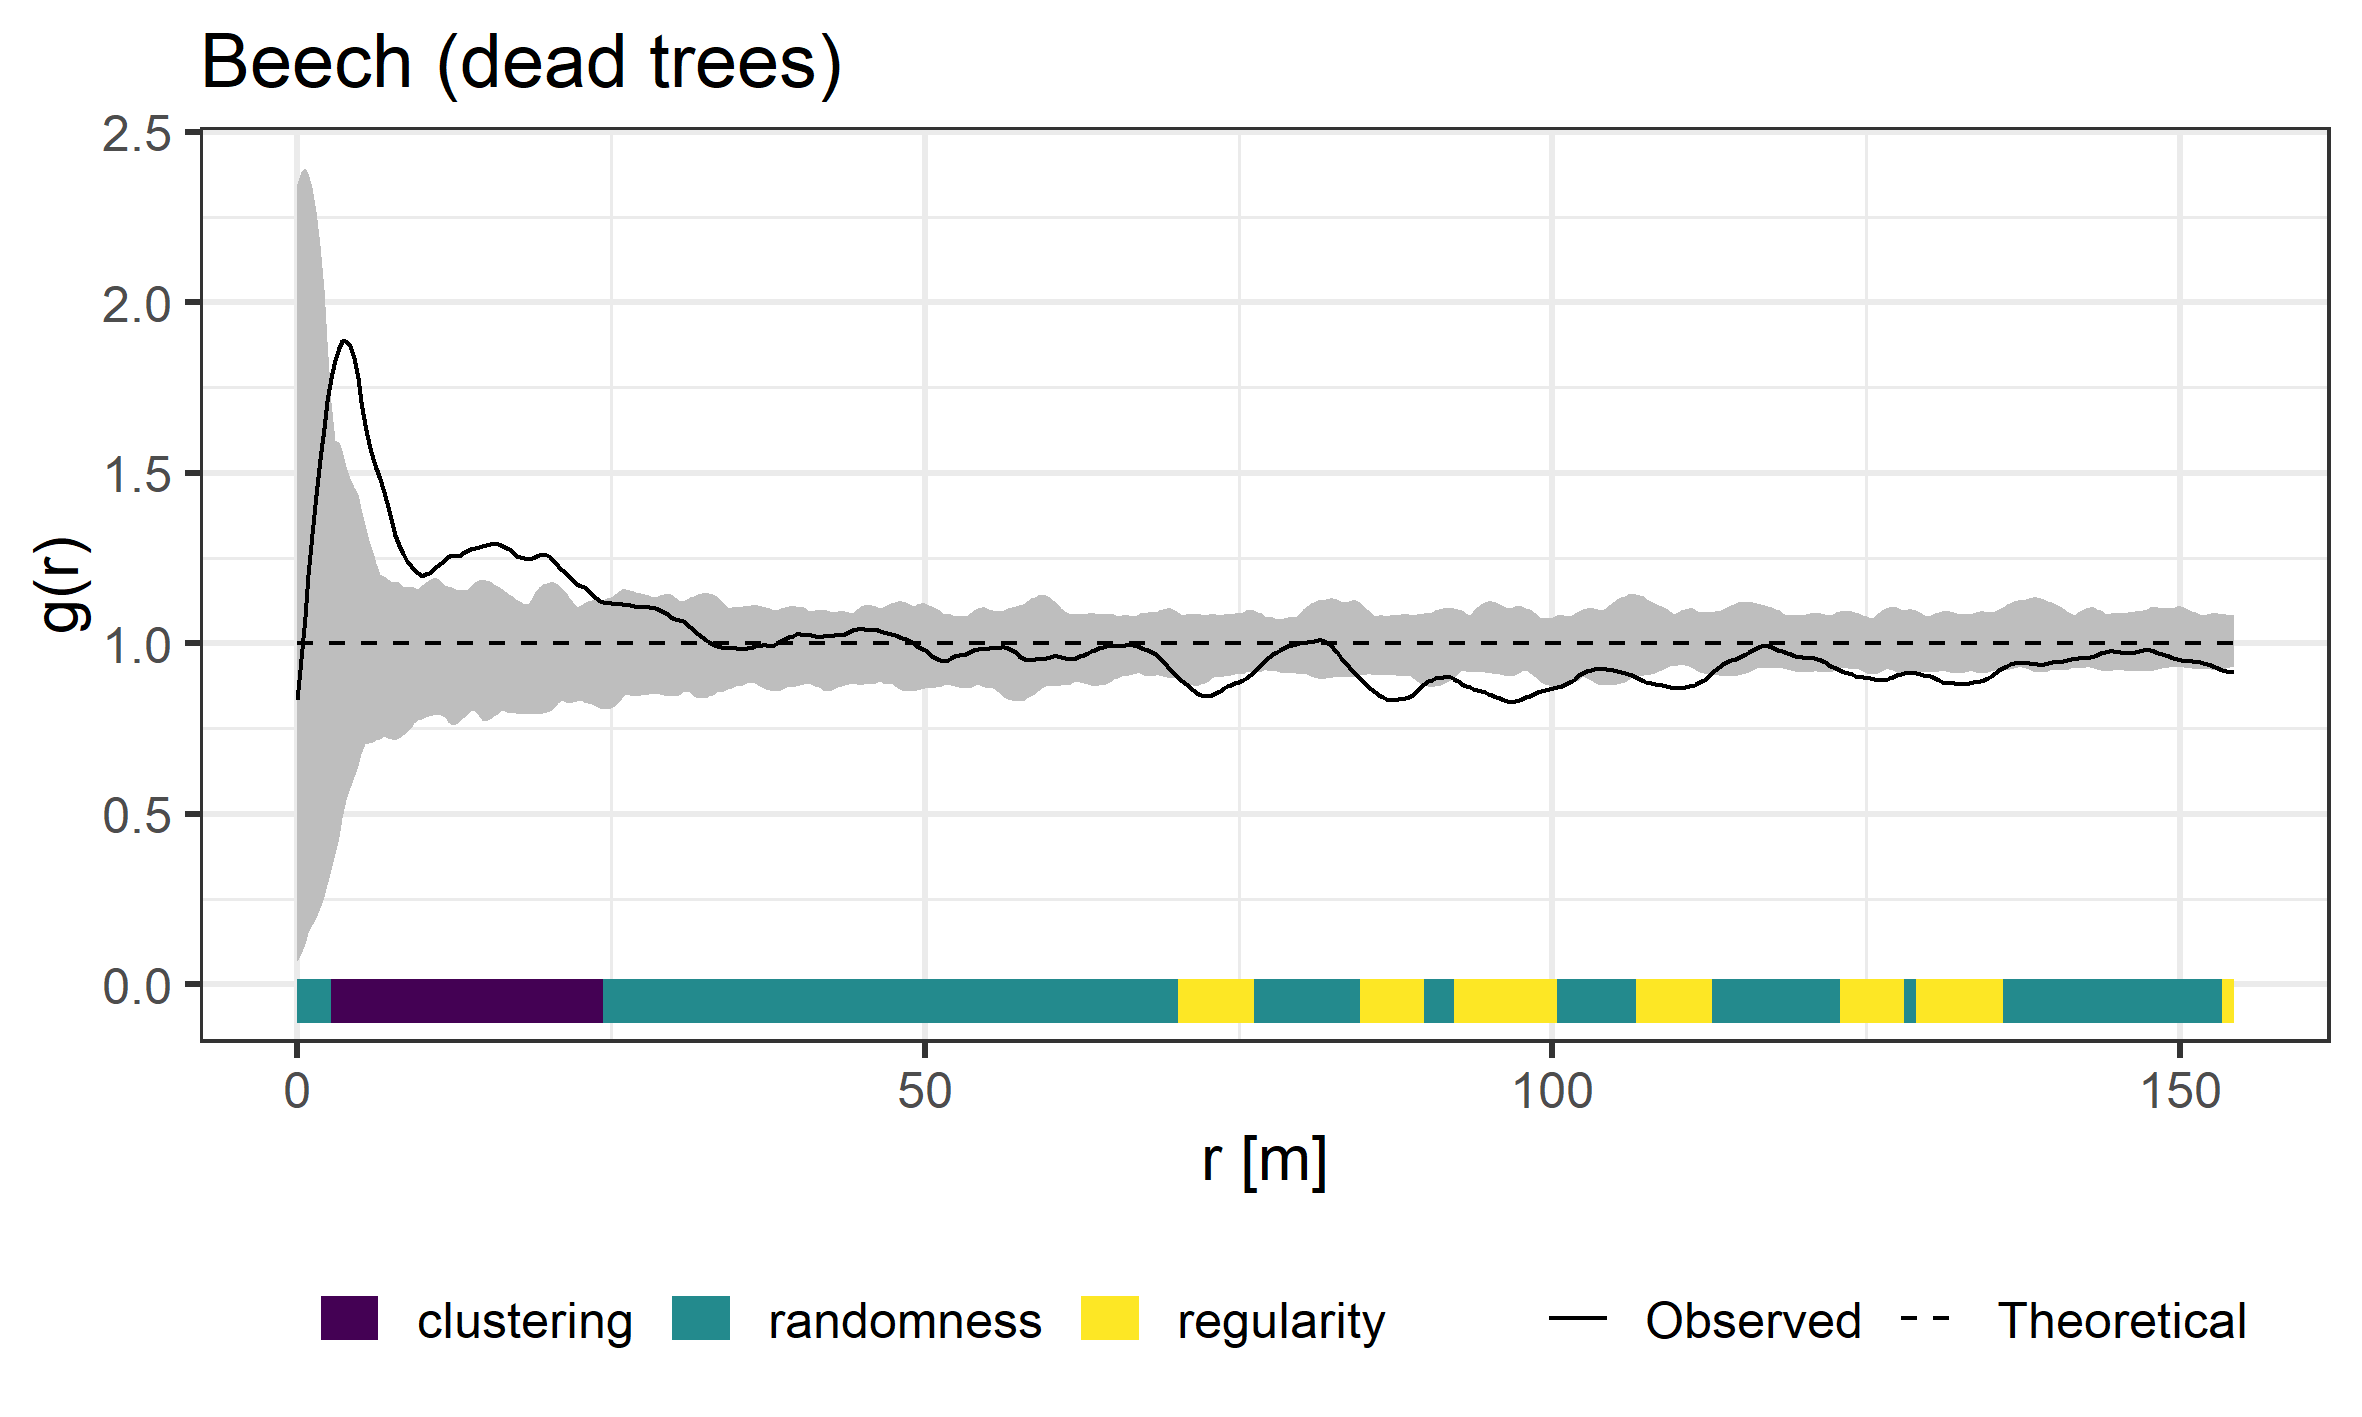 Beech (dead trees)
2.5
2.0
1.5
1.0
0.5
0.0
g(r)
0 50 100 150
r [m]
clustering randomness regularity Observed Theoretical